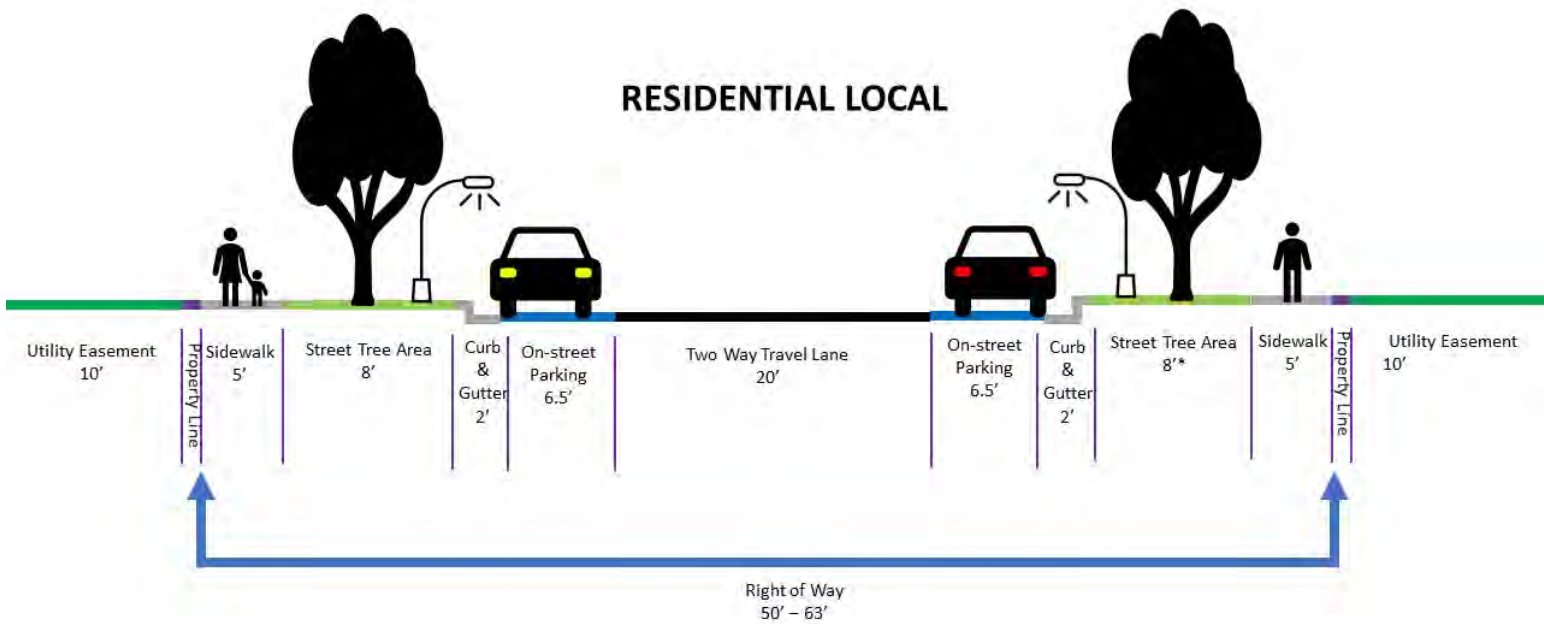 RESIDENTIAL LOCAL
Utility Easement
10’
Property Line
Sidewalk
5’
Street Tree Area
8’
Curb
&
Gutter
2’
On-street
Parking
6.5’
Two Way Travel Lane
20’
On-street
Parking
6.5’
Curb
&
Gutter
2’
Street Tree Area
8’*
Sidewalk
5’
Property Line
Utility Easement
10’
Right of Way
50’ – 63’